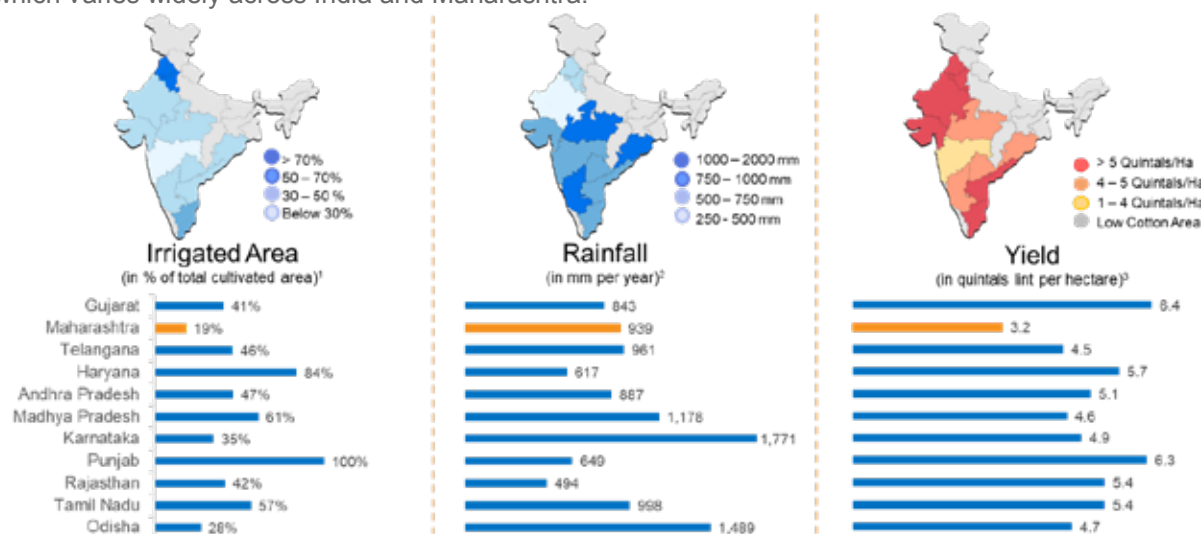 which varies widely across India and Maharashtra.
> 70%
50 – 70%
30 – 50 %
Below 30%
Irrigated Area
(in % of total cultivated area)¹
1000 – 2000 mm
750 – 1000 mm
500 – 750 mm
250 - 500 mm
Rainfall
(in mm per year)²
> 5 Quintals/Ha
4 – 5 Quintals/Ha
1 – 4 Quintals/Ha
Low Cotton Area
Yield
(in quintals lint per hectare)³
Gujarat 41% 843
Maharashtra 19% 939 3.2
Telangana 46% 961 4.5
Haryana 84% 617 5.7
Andhra Pradesh 47% 887 5.1
Madhya Pradesh 61% 1,178 4.6
Karnataka 35% 1,771 4.9
Punjab 100% 649 6.3
Rajasthan 42% 494 5.4
Tamil Nadu 57% 998 5.4
Odisha 28% 1,489 4.7